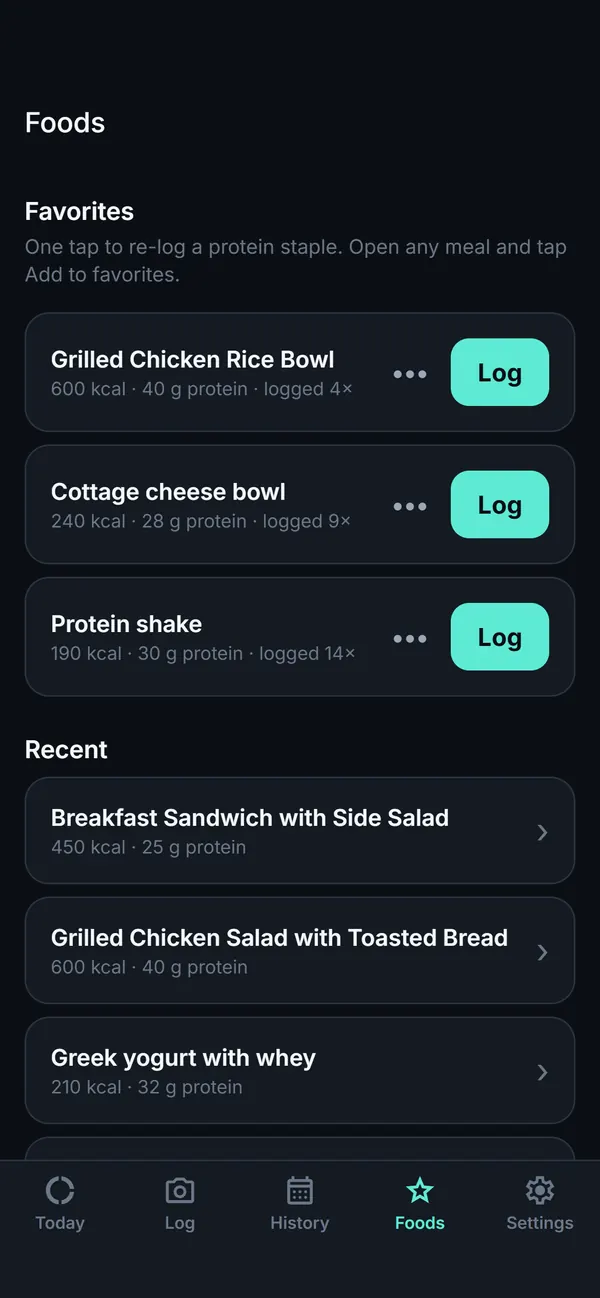 Foods
Favorites
One tap to re-log a protein staple. Open any meal and tap
Add to favorites.
Grilled Chicken Rice Bowl
600 kcal · 40 g protein · logged 4×
Log
Cottage cheese bowl
240 kcal · 28 g protein · logged 9×
Log
Protein shake
190 kcal · 30 g protein · logged 14×
Log
Recent
Breakfast Sandwich with Side Salad
450 kcal · 25 g protein
Grilled Chicken Salad with Toasted Bread
600 kcal · 40 g protein
Greek yogurt with whey
210 kcal · 32 g protein
Today
Log
History
Foods
Settings